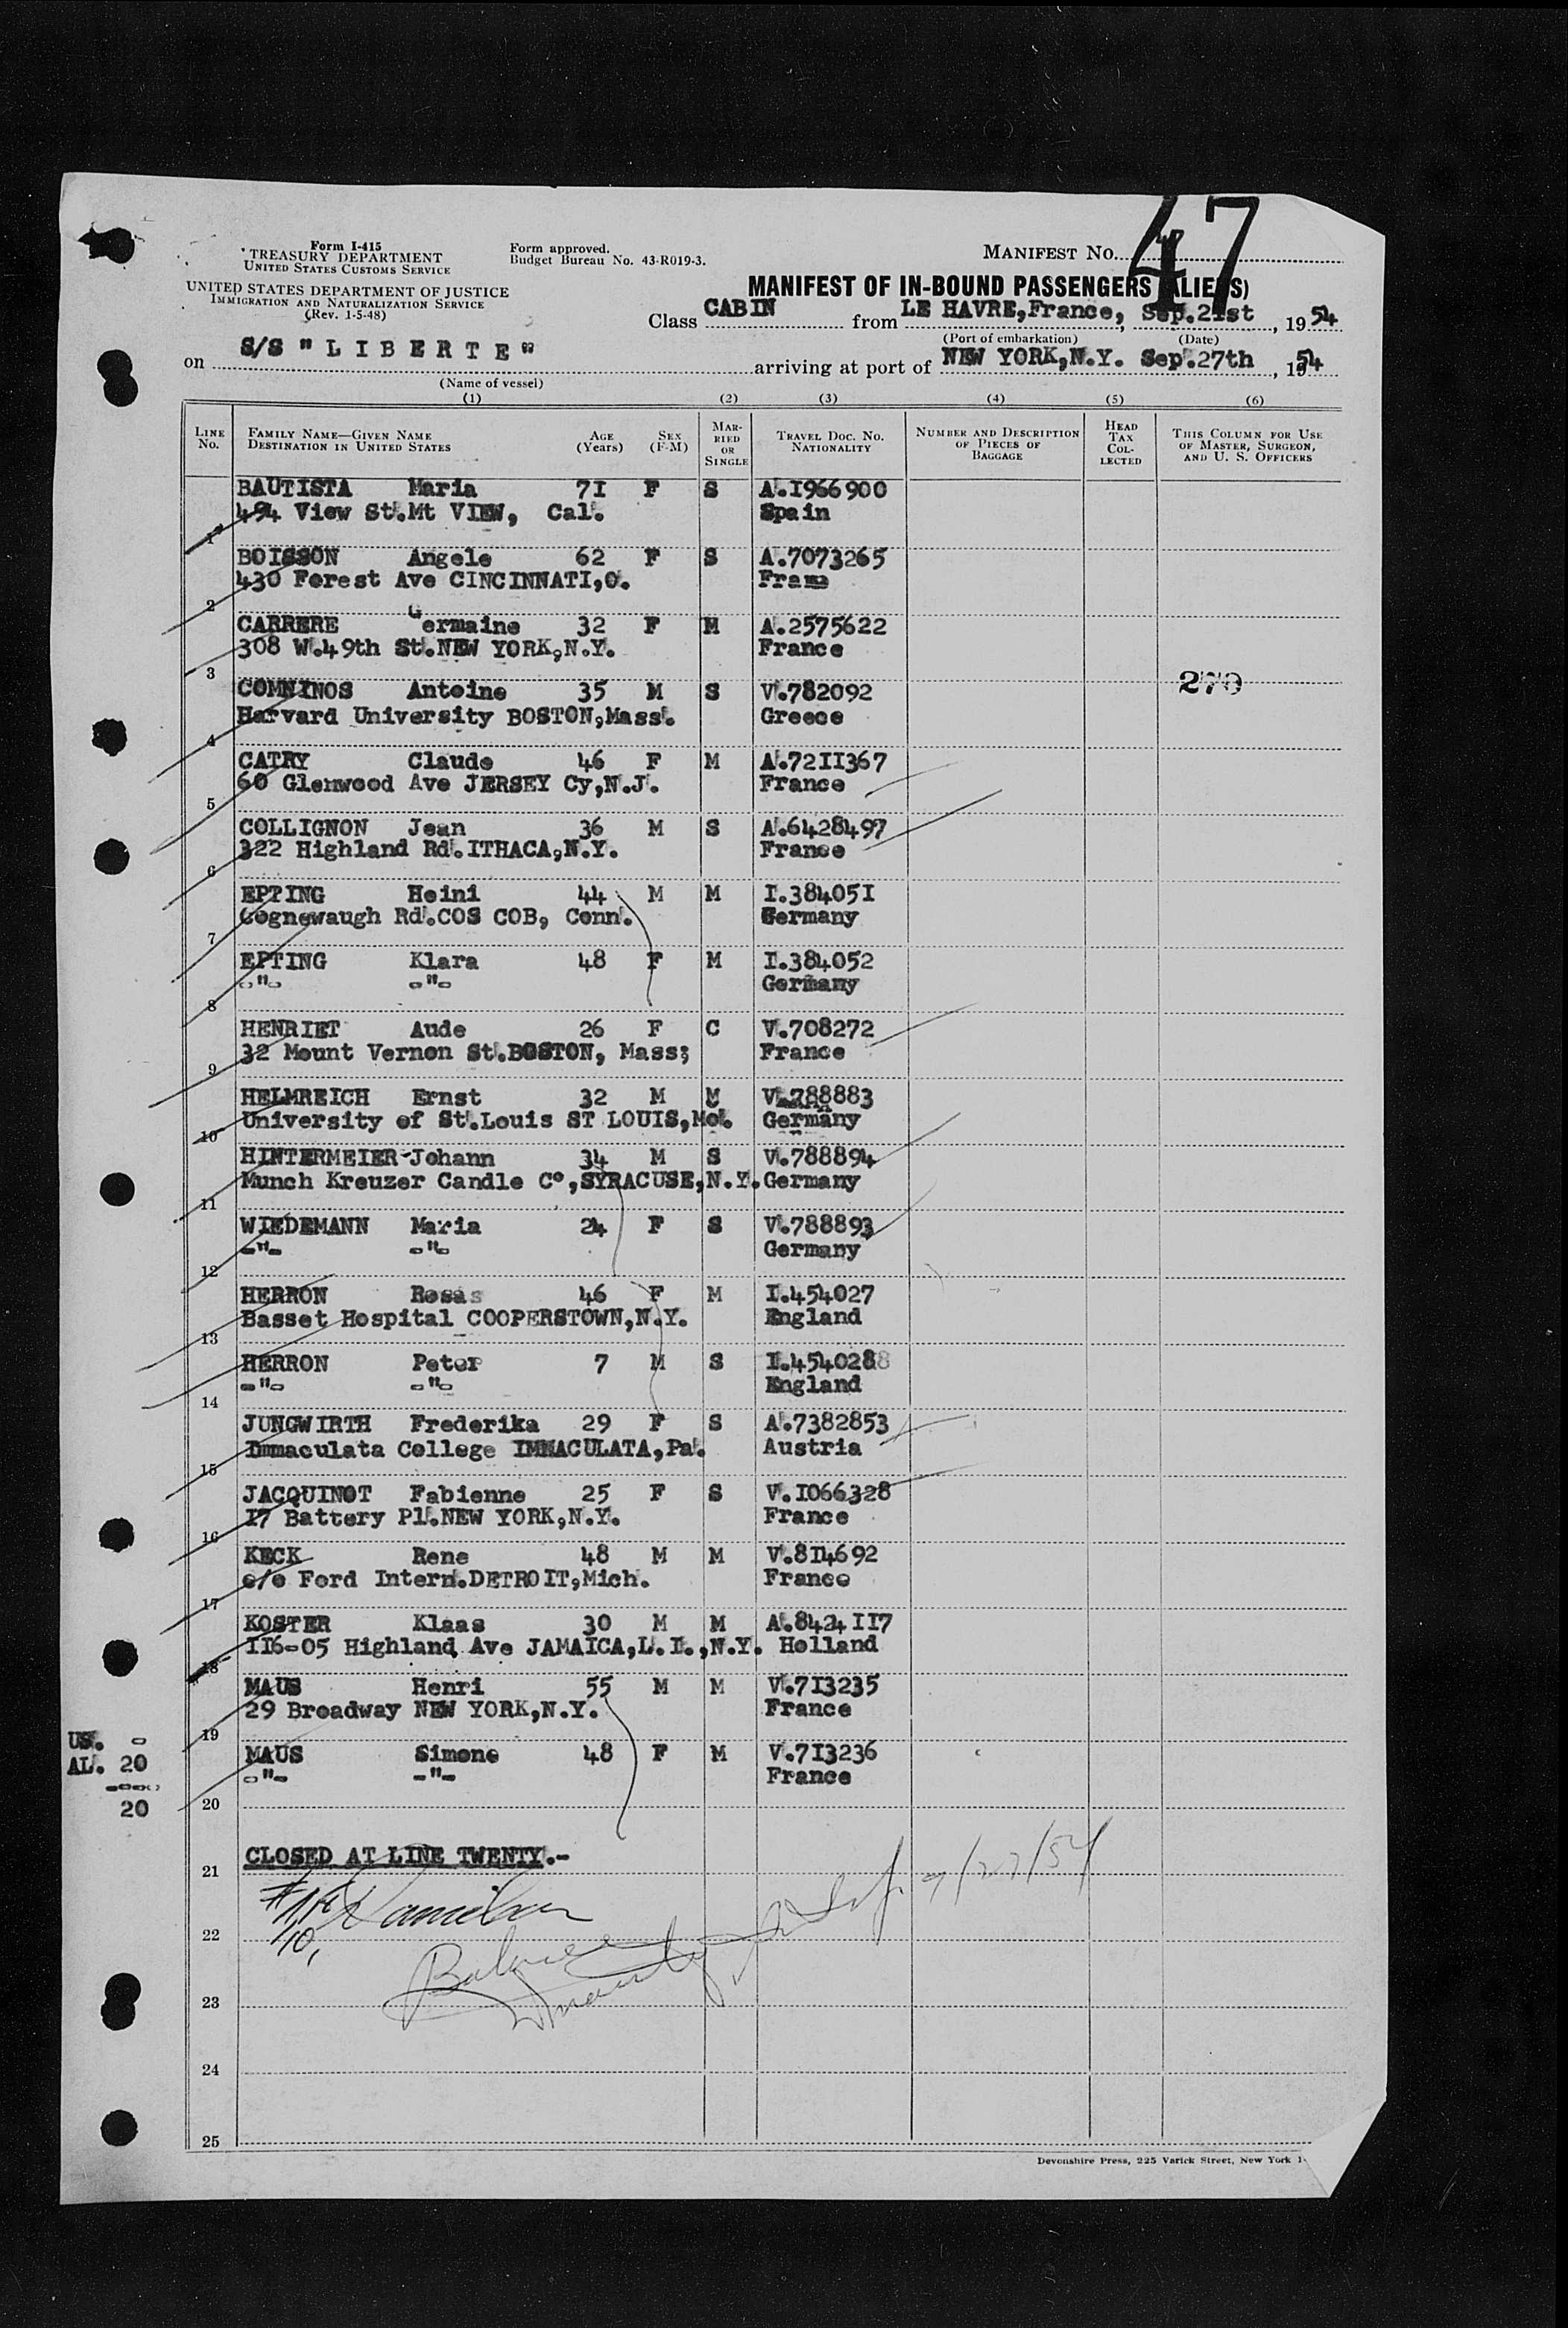 47
Form I-415
TREASURY DEPARTMENT
UNITED STATES CUSTOMS SERVICE
UNITED STATES DEPARTMENT OF JUSTICE
IMMIGRATION AND NATURALIZATION SERVICE
(Rev. 1-5-48)
Form approved.
Budget Bureau No. 43-R019-3.
MANIFEST NO.
MANIFEST OF IN-BOUND PASSENGERS (ALIENS)
Class CABIN from LE HAVRE,France, Sep.21st, 1954
(Port of embarkation) (Date)
on S/S "LIBERTE" arriving at port of NEW YORK,N.Y. Sep.27th, 1954
(Name of vessel)
(1) (2) (3) (4) (5) (6)
LINE NO. FAMILY NAME—GIVEN NAME DESTINATION IN UNITED STATES AGE (Years) SEX (F-M) MARRIED OR SINGLE TRAVEL DOC. NO. NATIONALITY NUMBER AND DESCRIPTION OF PIECES OF BAGGAGE HEAD TAX COLLECTED THIS COLUMN FOR USE OF MASTER, SURGEON, AND U. S. OFFICERS
BAUTISTA Maria 71 F S A.1966900
1 494 View St.Mt VIEW, Cal. Spain
BOISSON Angele 62 F S A.7073265
2 430 Forest Ave CINCINNATI,O.
CARRERE Germaine 32 F M A.2575622
3 308 W.49th St.NEW YORK,N.Y. France
270
COMNINOS Antoine 35 M S V.782092
4 Harvard University BOSTON,Mass. Greece
CATRY Claude 46 F M A.7211367
5 60 Glenwood Ave JERSEY Cy,N.J. France
COLLIGNON Jean 36 M S A.6428497
6 322 Highland Rd.ITHACA,N.Y. France
EPTING Heini 44 M M I.384051
7 Cognewaugh Rd.COS COB, Conn. Germany
EPTING Klara 48 F M I.384052
8 -"- -"- Germany
HENRIET Aude 26 F C V.708272
9 32 Mount Vernon St.BOSTON, Mass; France
HELMREICH Ernst 32 M M V.788883
10 University of St.Louis ST LOUIS,Mo. Germany
HINTERMEIER-Johann 34 M S V.788894
11 Munch Kreuzer Candle Co,SYRACUSE,N.Y. Germany
WIEDEMANN Maria 24 F S V.788893
12 -"- -"- Germany
HERRON Rosas 46 F M I.454027
13 Basset Hospital COOPERSTOWN,N.Y. England
HERRON Peter 7 M S I.454028
14 -"- -"- England
JUNGWIRTH Frederika 29 F S A.7382853
15 Immaculata College IMMACULATA,Pa. Austria
JACQUINOT Fabienne 25 F S V.1066328
16 17 Battery Pl.NEW YORK,N.Y. France
KECK Rene 48 M M V.814692
17 c/o Ford Intern.DETROIT,Mich. France
KOSTER Klaas 30 M M A.8424117
18 116-05 Highland Ave JAMAICA,L.I.,N.Y. Holland
MAUS Henri 55 M M V.713235
19 29 Broadway NEW YORK,N.Y. France
MAUS Simone 48 F M V.713236
20 -"- -"- France
US. -
AL. 20
----
20
21 CLOSED AT LINE TWENTY.-
9/27/54
22
23
24
25
Devonshire Press, 225 Varick Street, New York